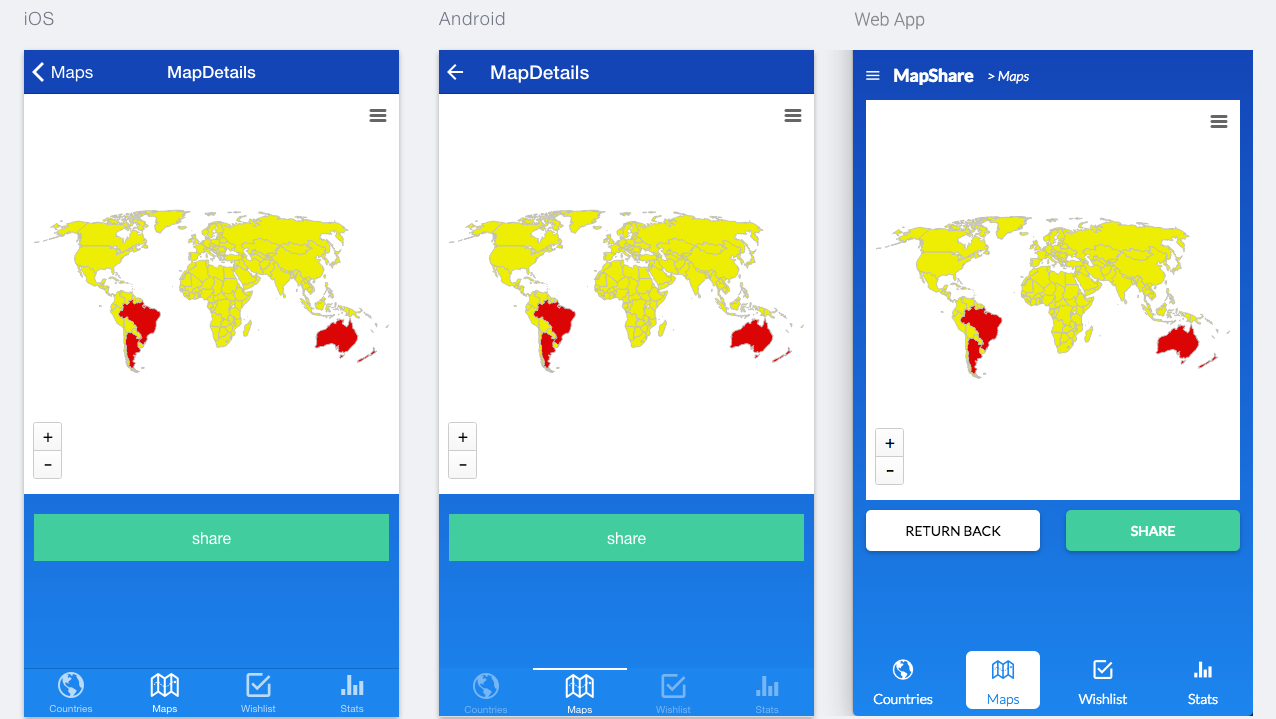 iOS
Maps
MapDetails
+
-
share
Countries
Maps
Wishlist
Stats
Android
MapDetails
+
-
share
Countries
Maps
Wishlist
Stats
Web App
MapShare > Maps
+
-
RETURN BACK
SHARE
Countries
Maps
Wishlist
Stats